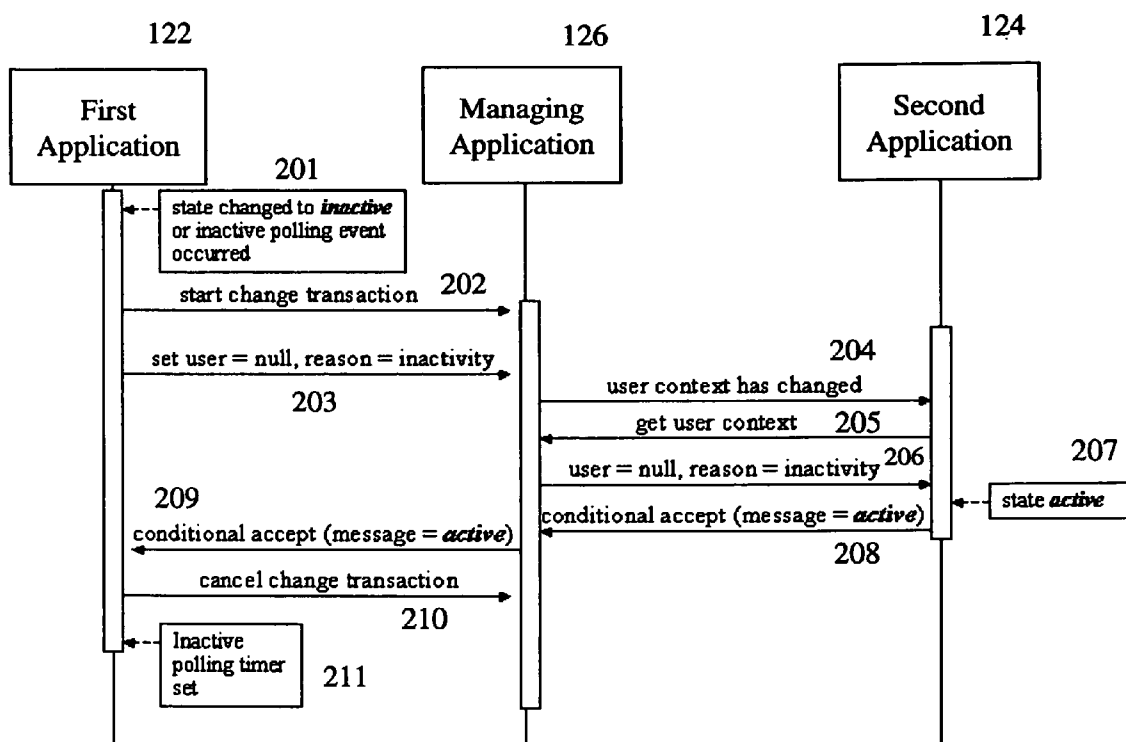 122
126
124
First
Application
Managing
Application
Second
Application
201
state changed to inactive
or inactive polling event
occurred
start change transaction
202
set user = null, reason = inactivity
203
204
user context has changed
get user context
205
user = null, reason = inactivity
206
207
state active
209
conditional accept (message = active)
208
conditional accept (message = active)
cancel change transaction
210
Inactive
polling timer
set
211